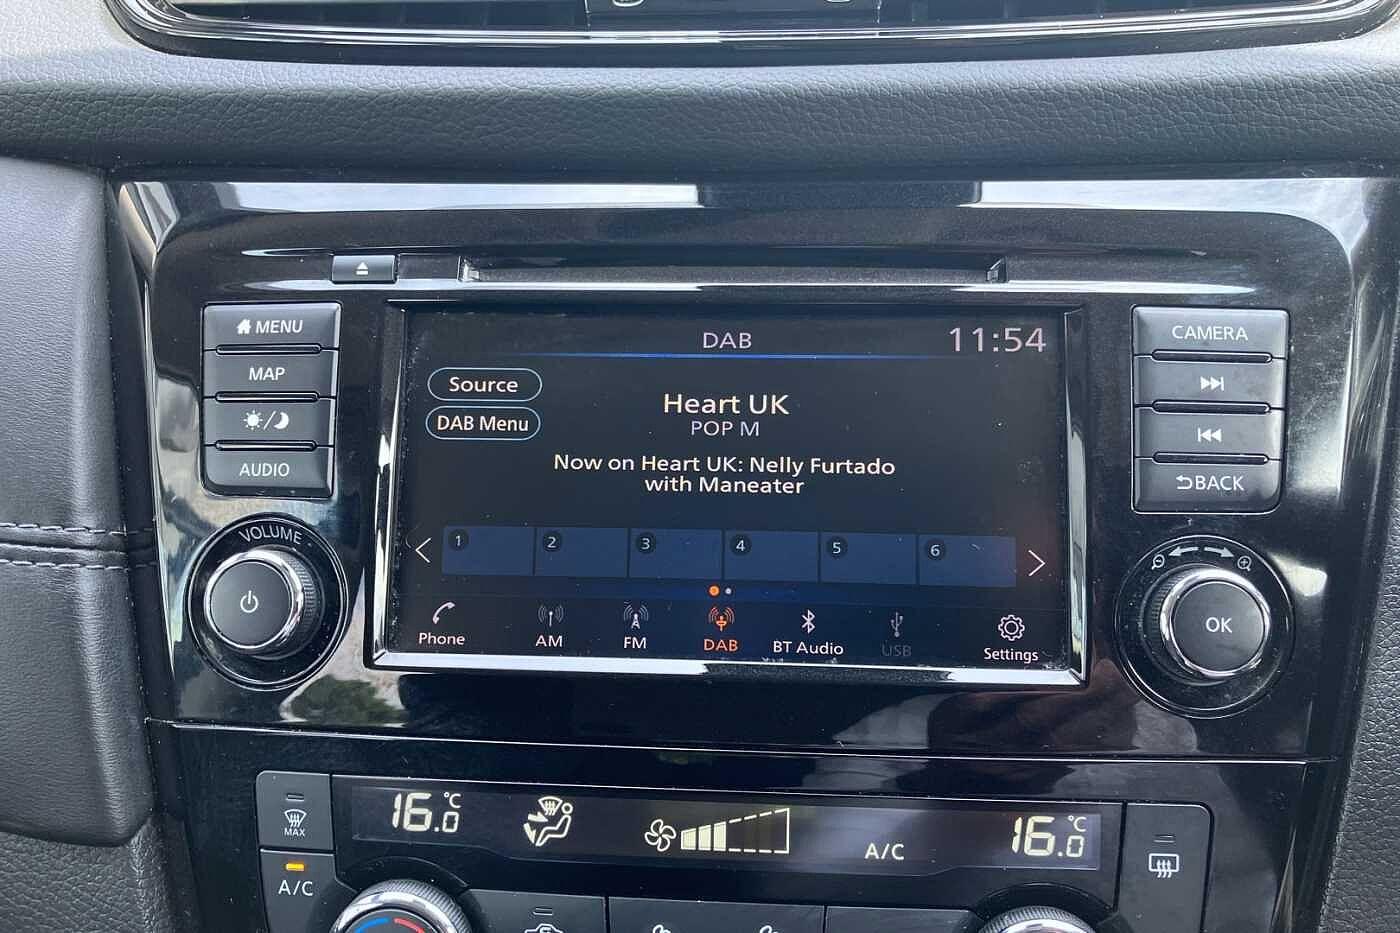 MENU
MAP
AUDIO
VOLUME
DAB
11:54
Source
DAB Menu
Heart UK
POP M
Now on Heart UK: Nelly Furtado
with Maneater
1 2 3 4 5 6
Phone AM FM DAB BT Audio USB Settings
CAMERA
BACK
OK
MAX
A/C
16.0 °C
A/C
16.0 °C